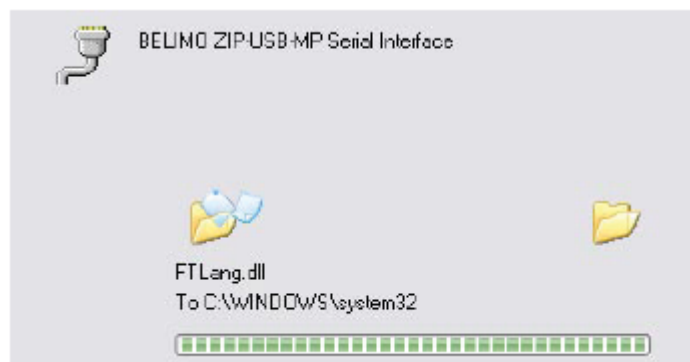 BELIMO ZIP-USB-MP Serial Interface
FTLang.dll
To C:\WINDOWS\system32